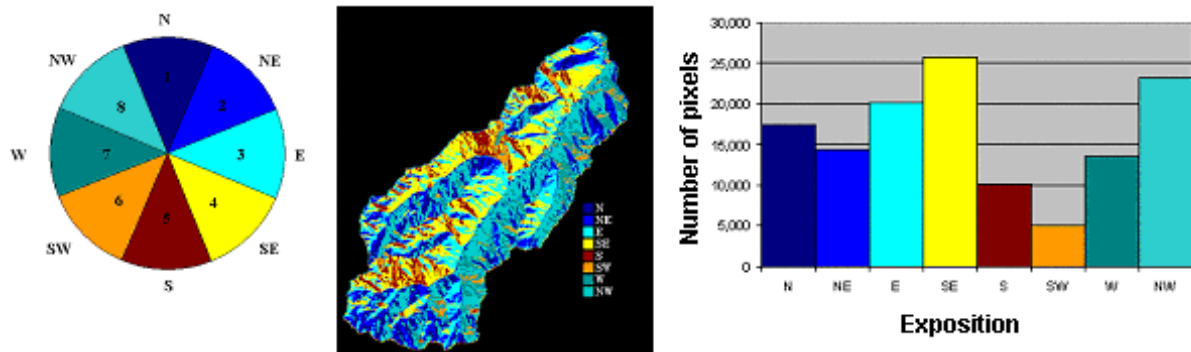 N
NW
NE
1
8
2
W
7
3
E
6
4
5
SW
SE
S
N
NE
E
SE
S
SW
W
NW
Number of pixels
30,000
25,000
20,000
15,000
10,000
5,000
0
N NE E SE S SW W NW
Exposition